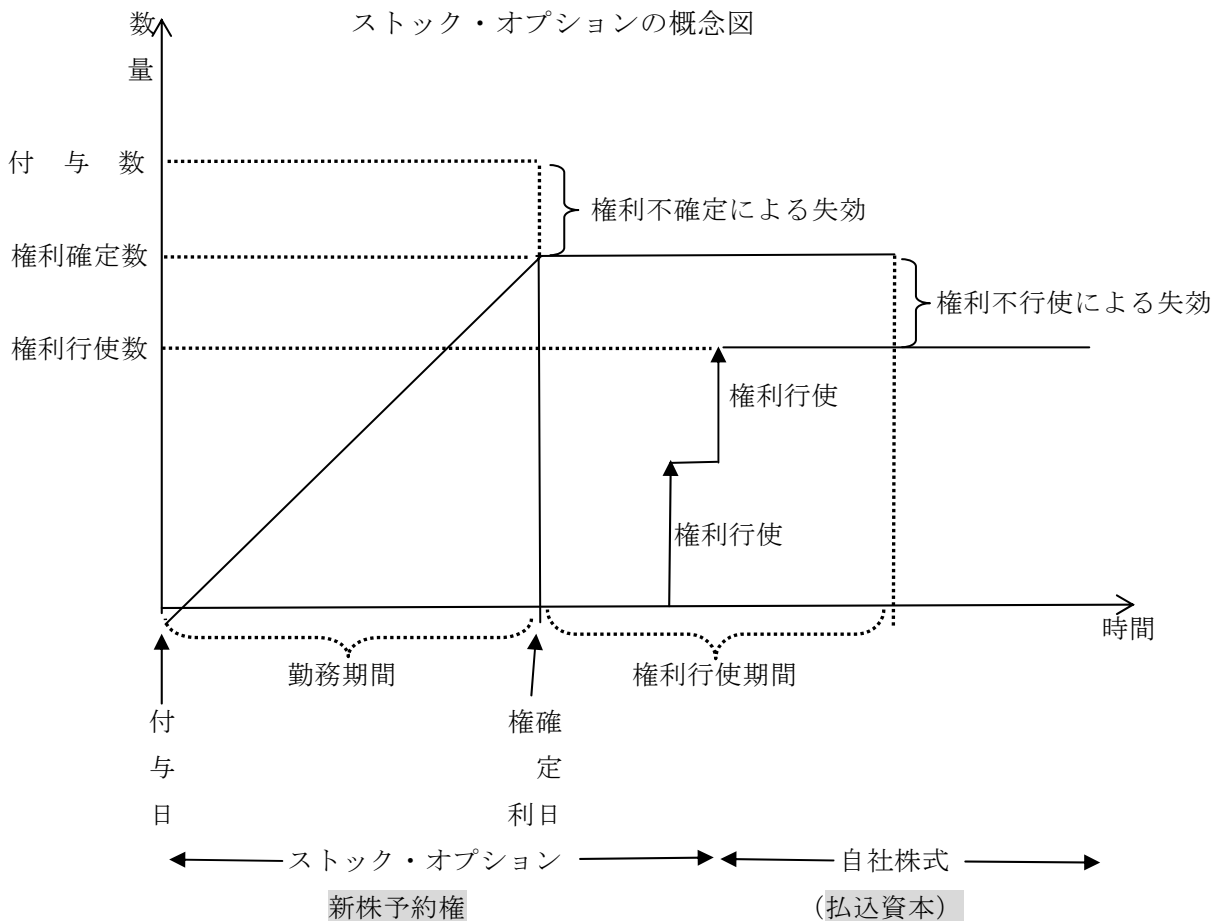 ストック・オプションの概念図
数量
付与数
権利不確定による失効
権利確定数
権利不行使による失効
権利行使数
権利行使
権利行使
時間
勤務期間
権利行使期間
付与日
権利確定日
ストック・オプション
自社株式
新株予約権
(払込資本)